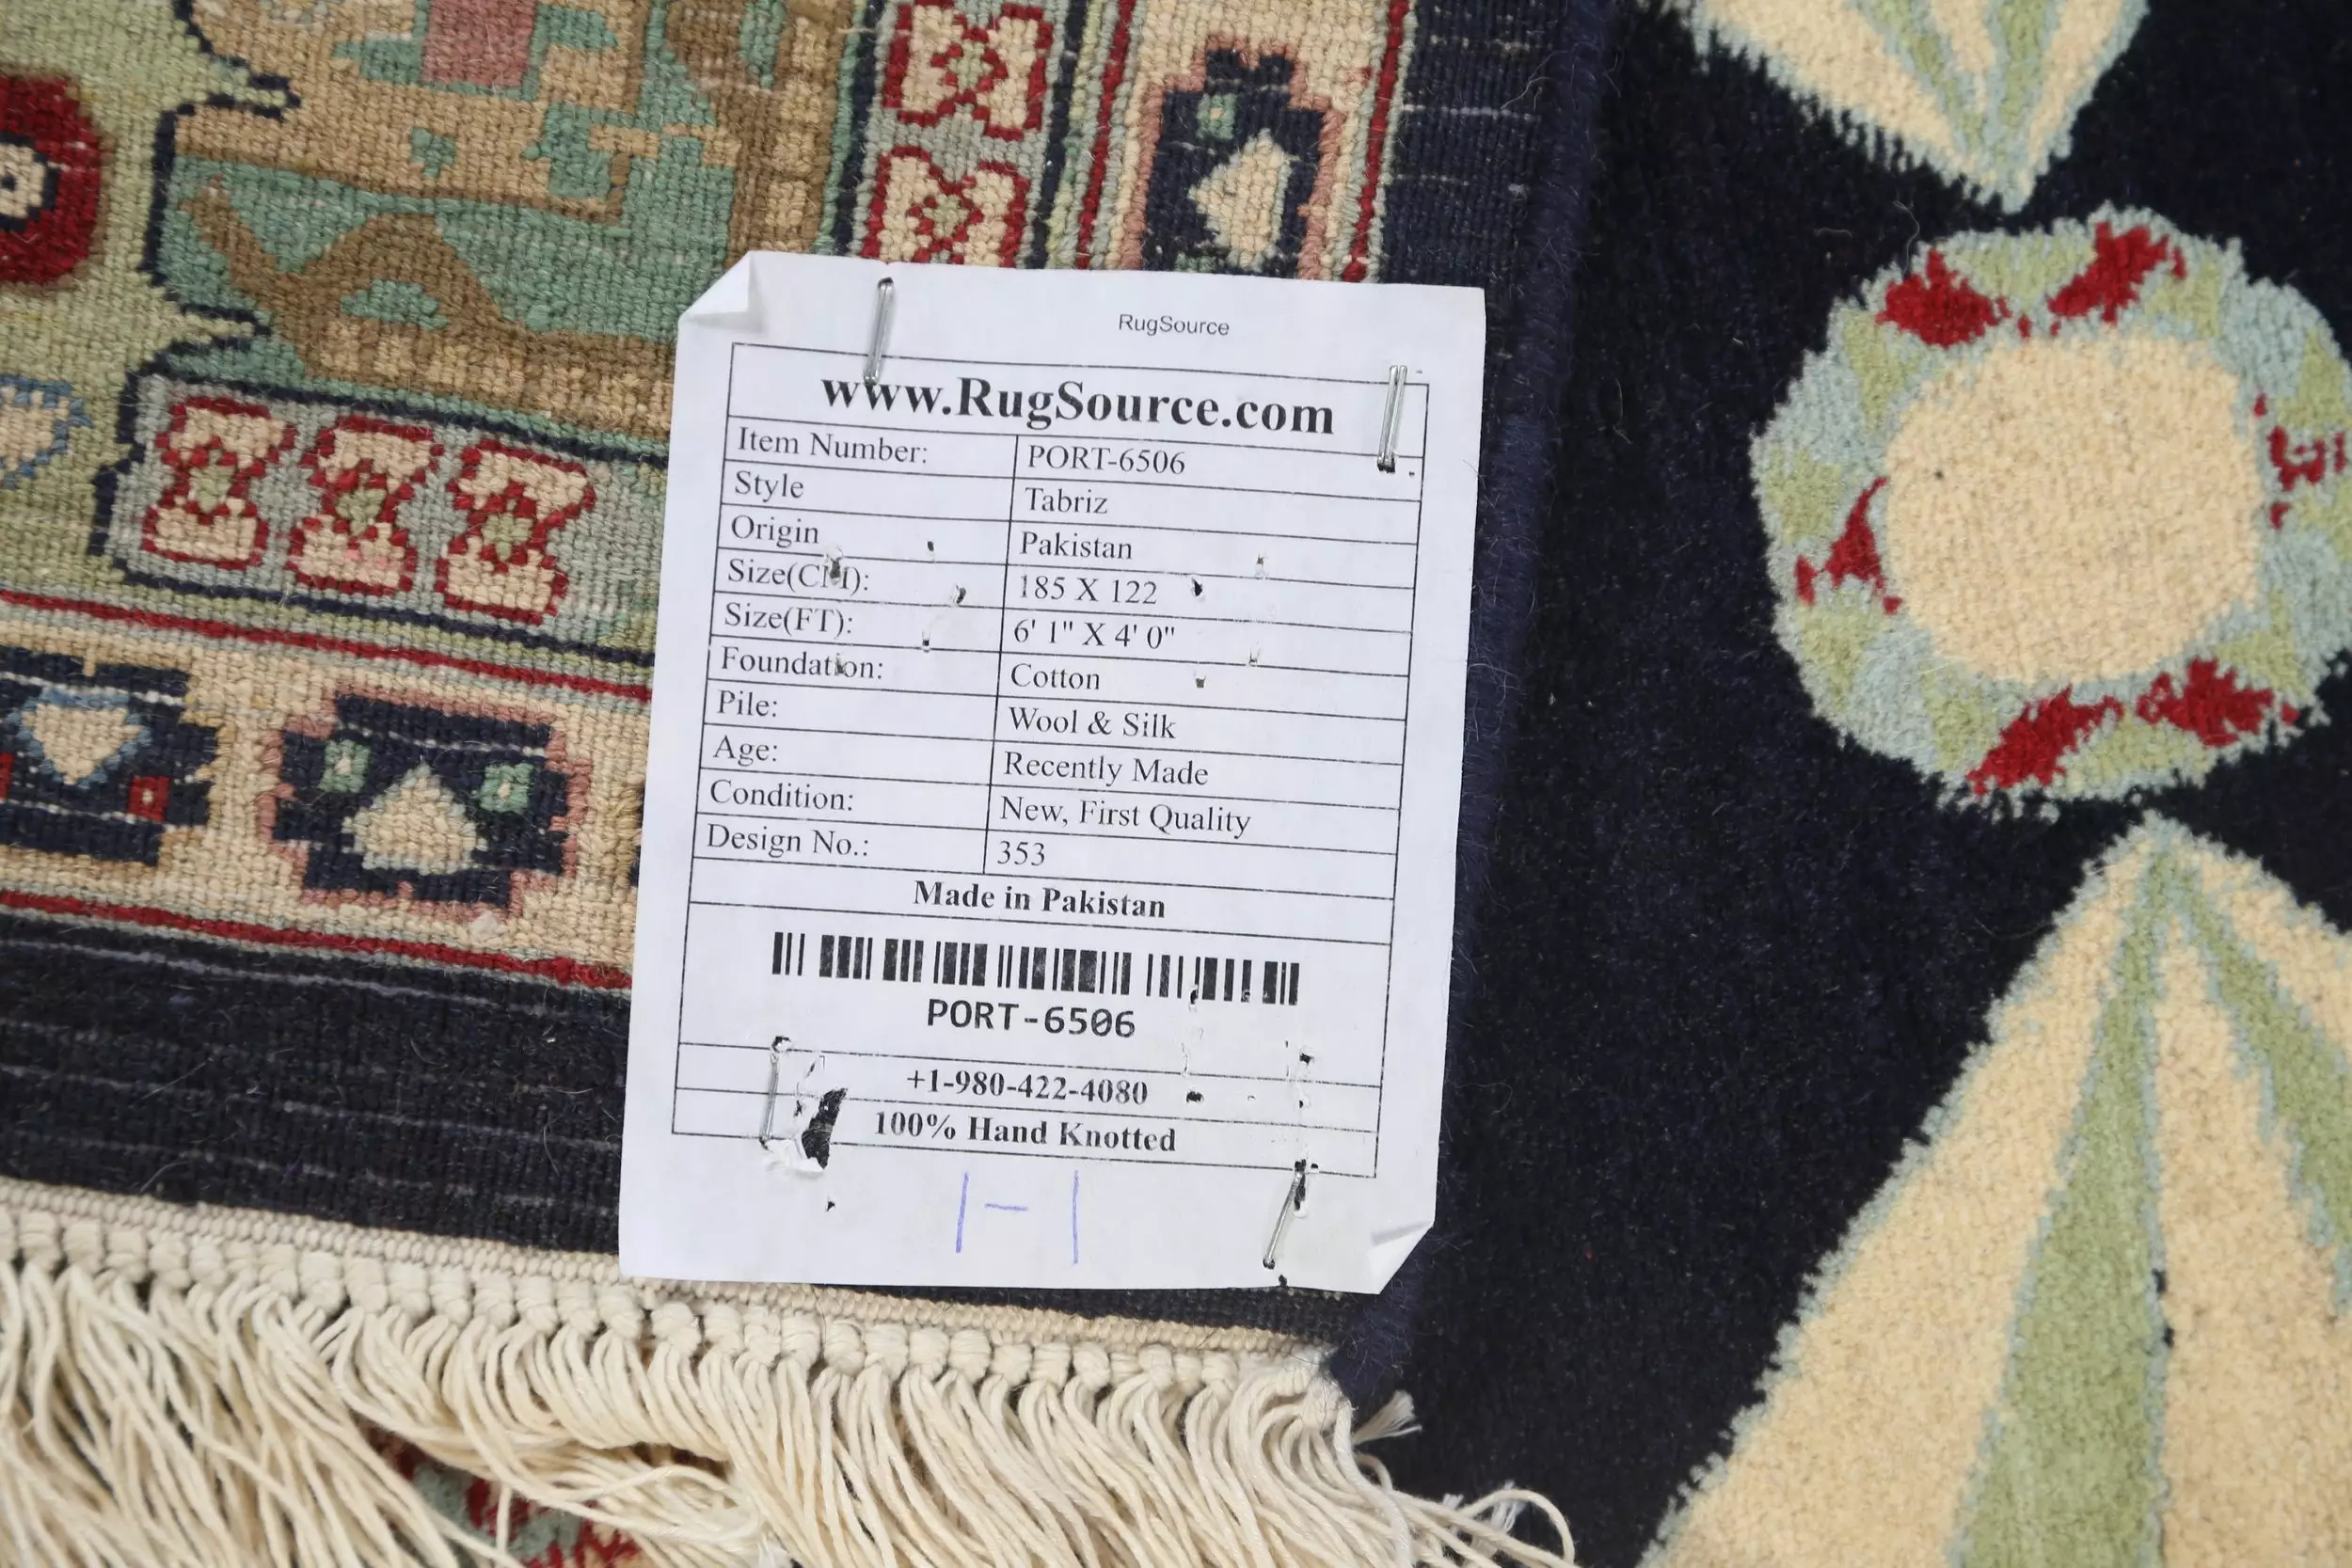 RugSource
www.RugSource.com
Item Number: PORT-6506
Style Tabriz
Origin Pakistan
Size(CM): 185 X 122
Size(FT): 6' 1" X 4' 0"
Foundation: Cotton
Pile: Wool & Silk
Age: Recently Made
Condition: New, First Quality
Design No.: 353
Made in Pakistan
PORT-6506
+1-980-422-4080
100% Hand Knotted
1-1